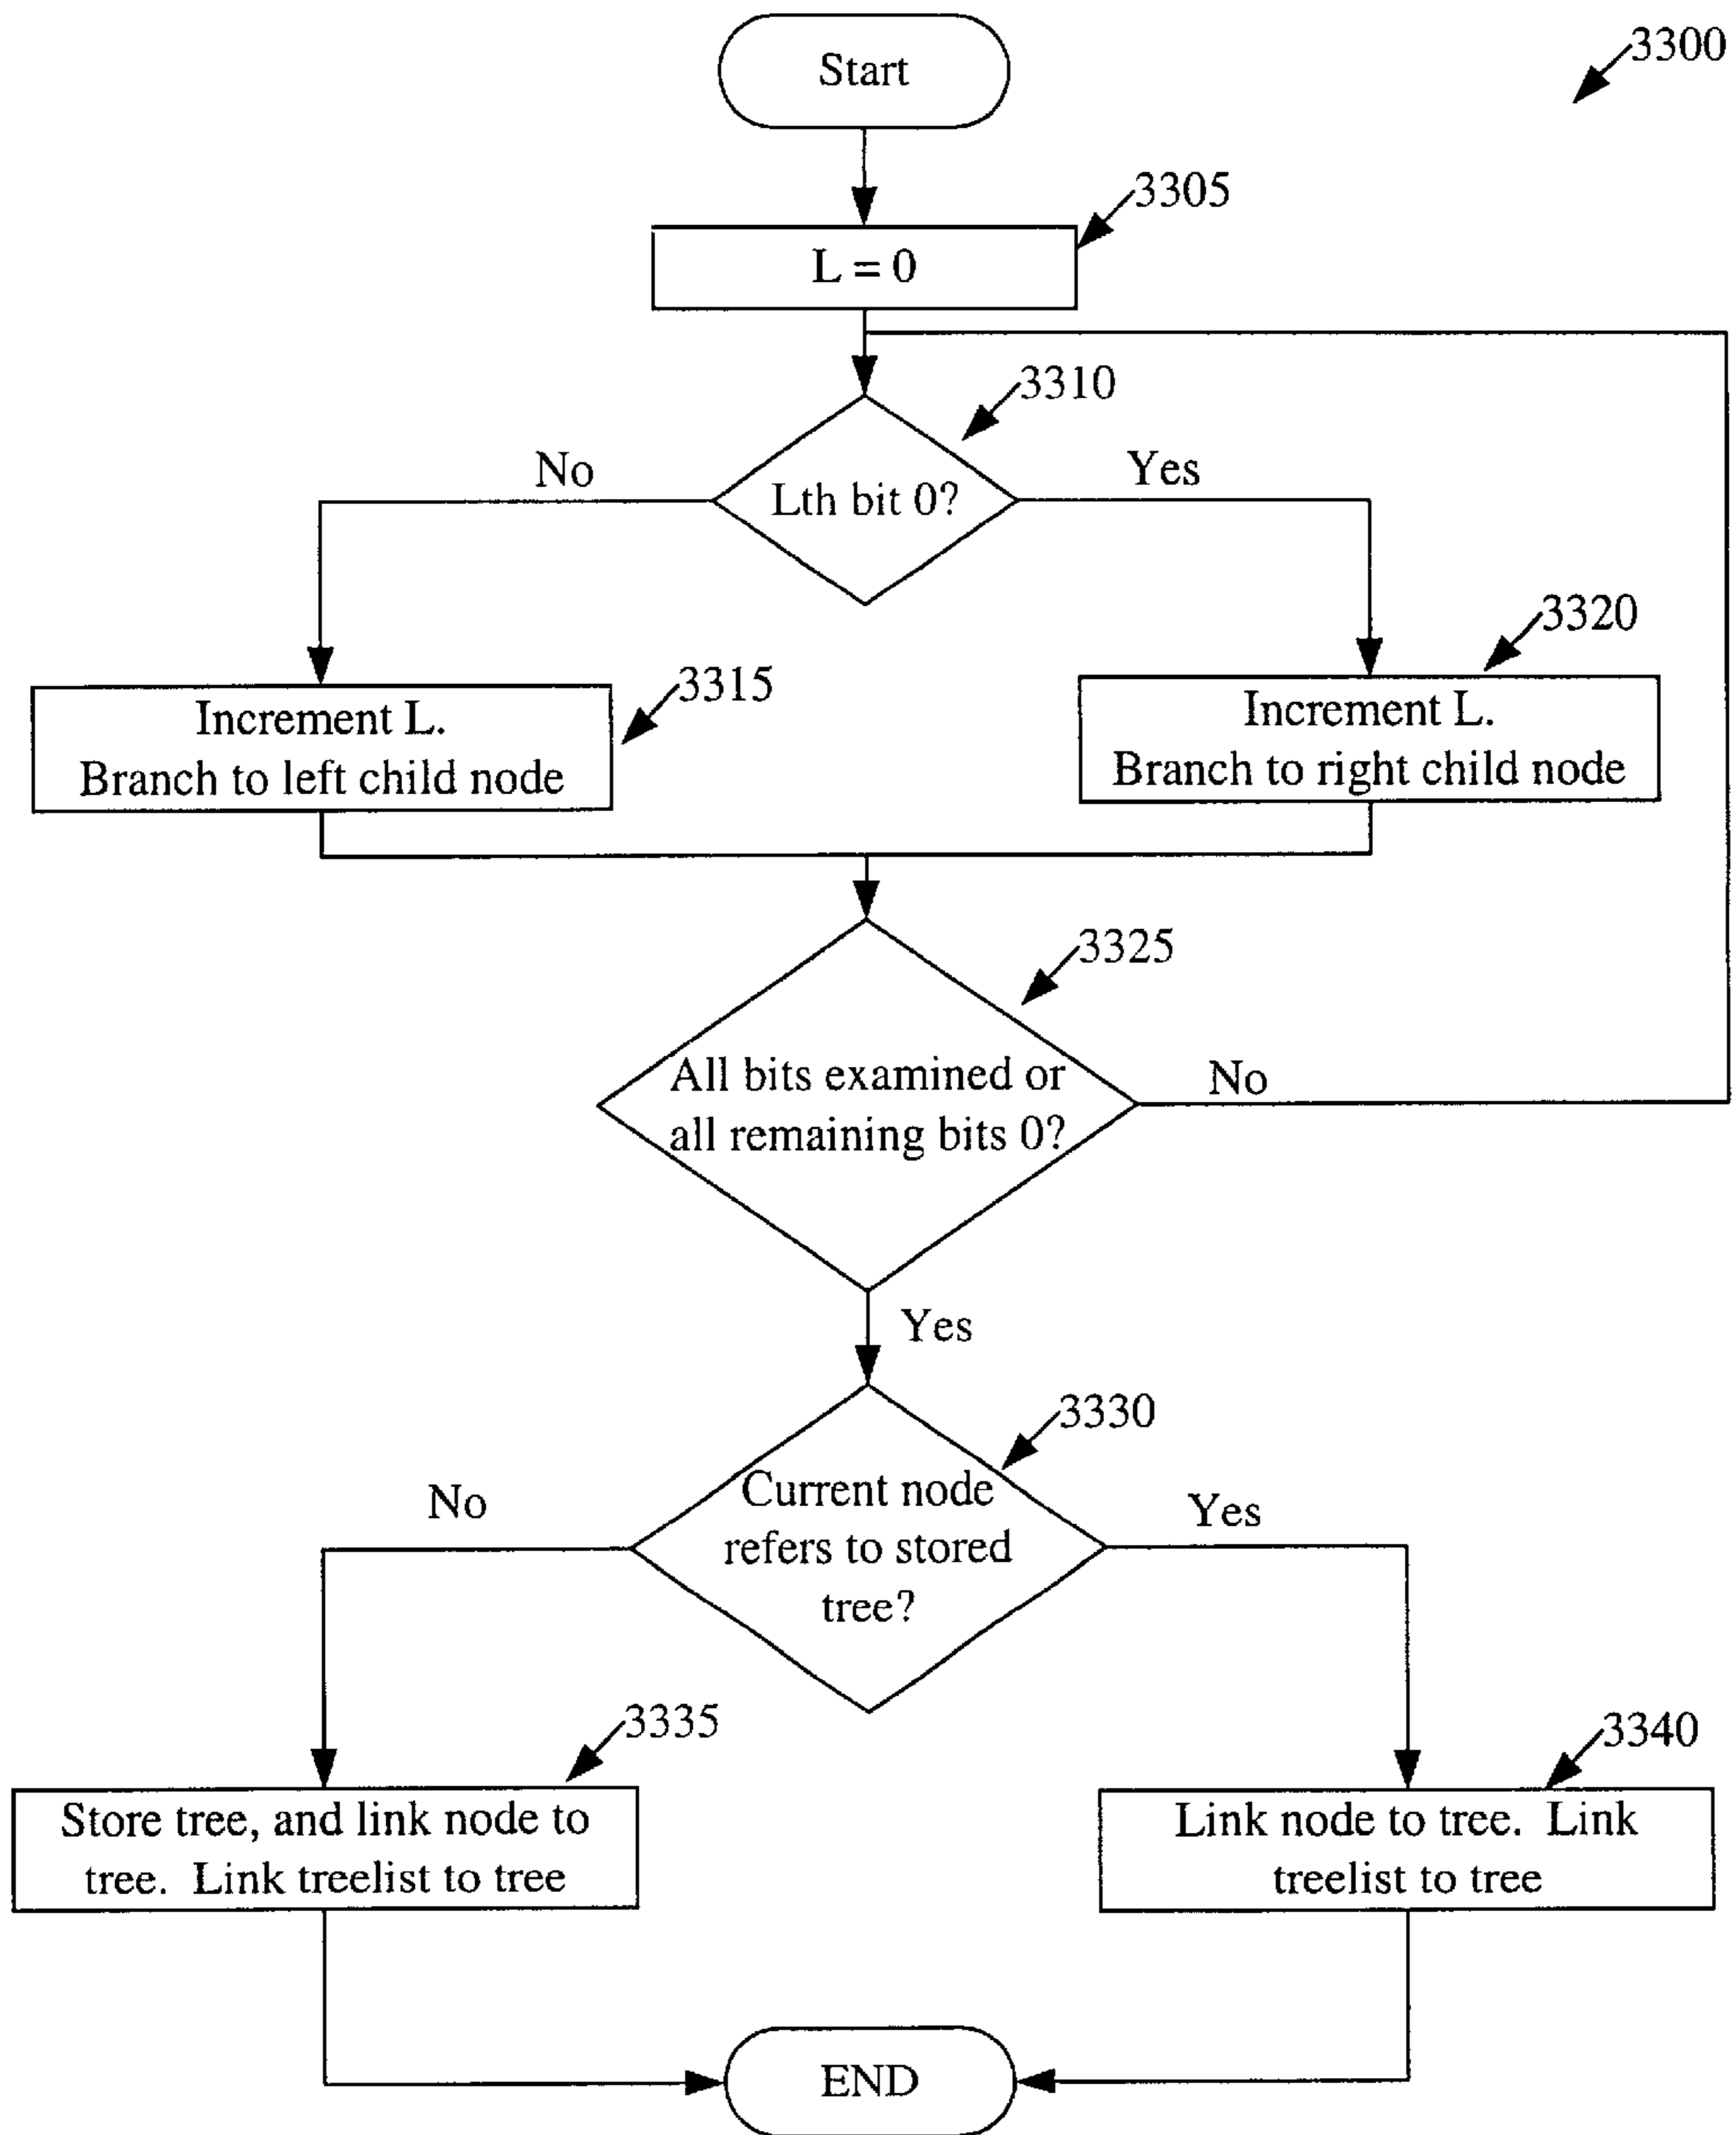 Start
3300
3305
L = 0
3310
No
Yes
Lth bit 0?
3320
3315
Increment L.
Branch to left child node
Increment L.
Branch to right child node
3325
All bits examined or
all remaining bits 0?
No
Yes
3330
Current node
refers to stored
tree?
No
Yes
3335
3340
Store tree, and link node to
tree. Link treelist to tree
Link node to tree. Link
treelist to tree
END